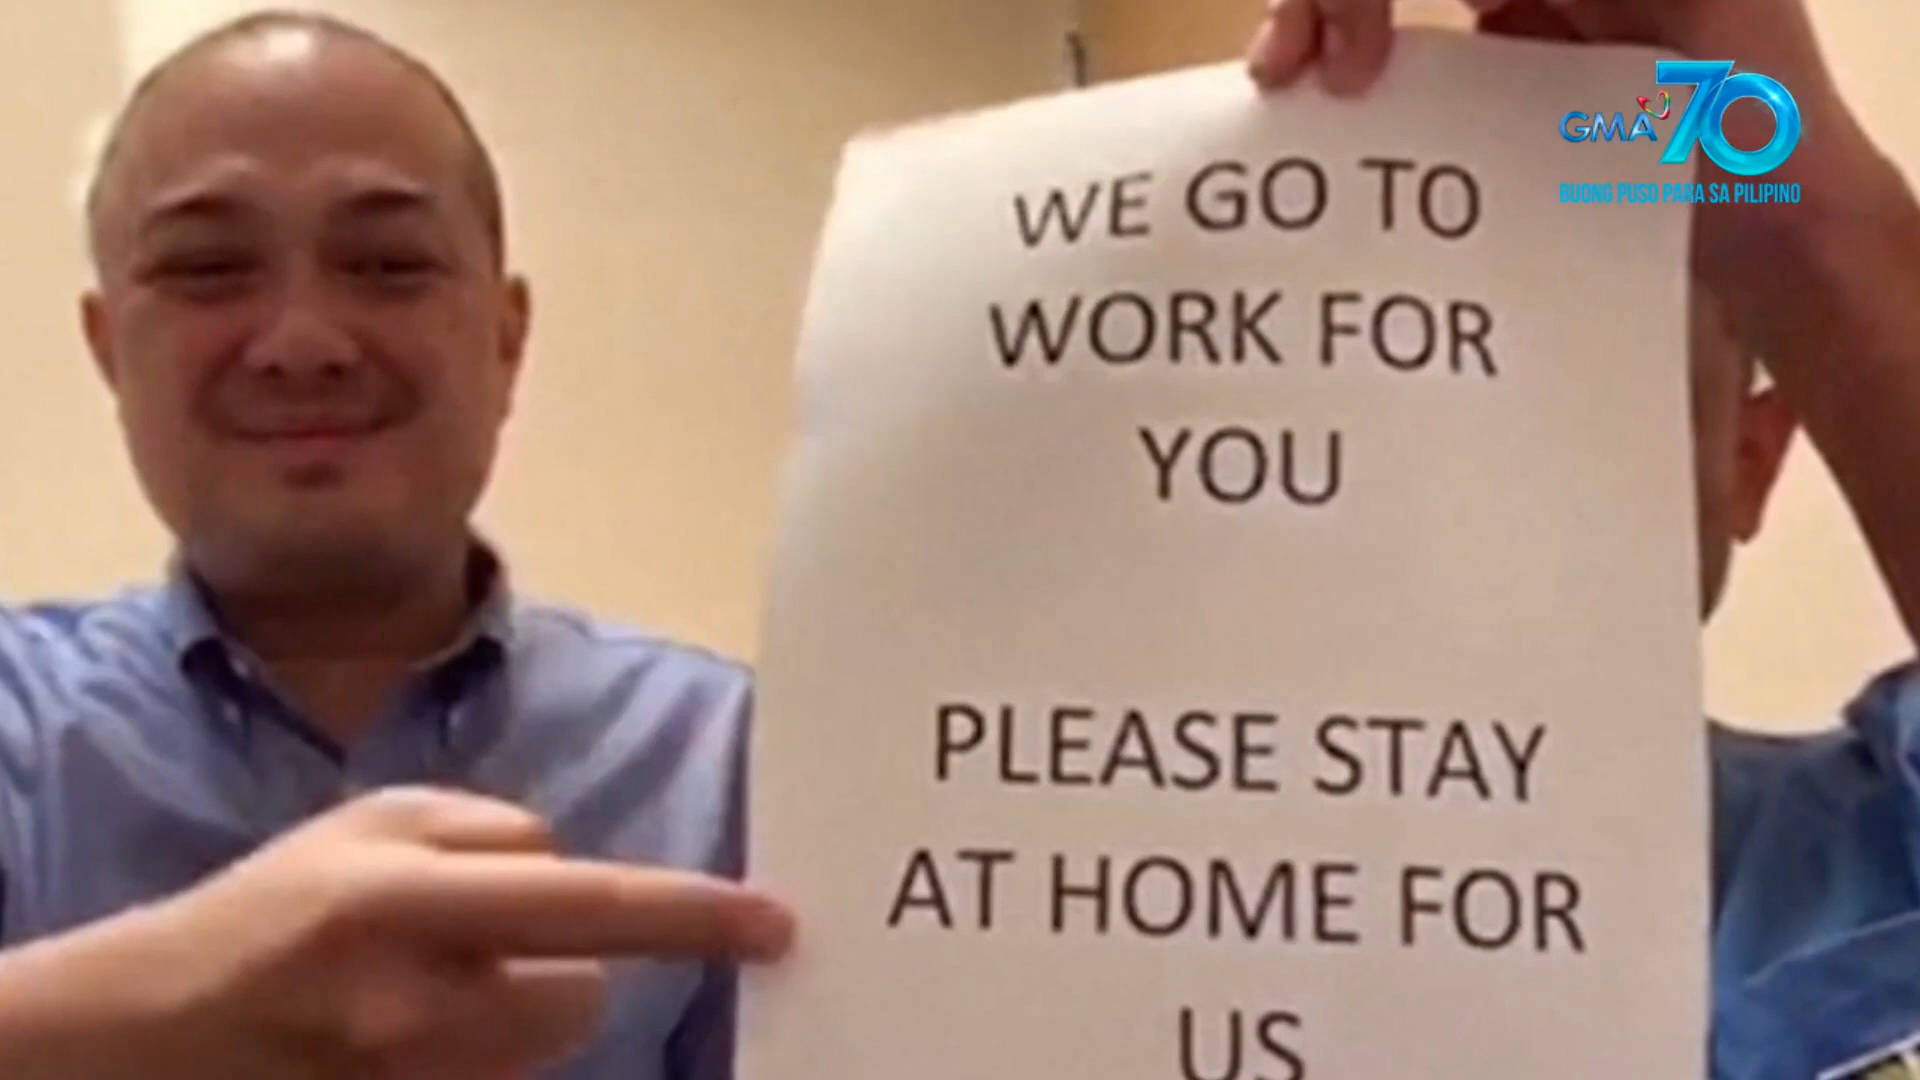 WE GO TO
WORK FOR
YOU
PLEASE STAY
AT HOME FOR
US
GMA 70
BUONG PUSO PARA SA PILIPINO